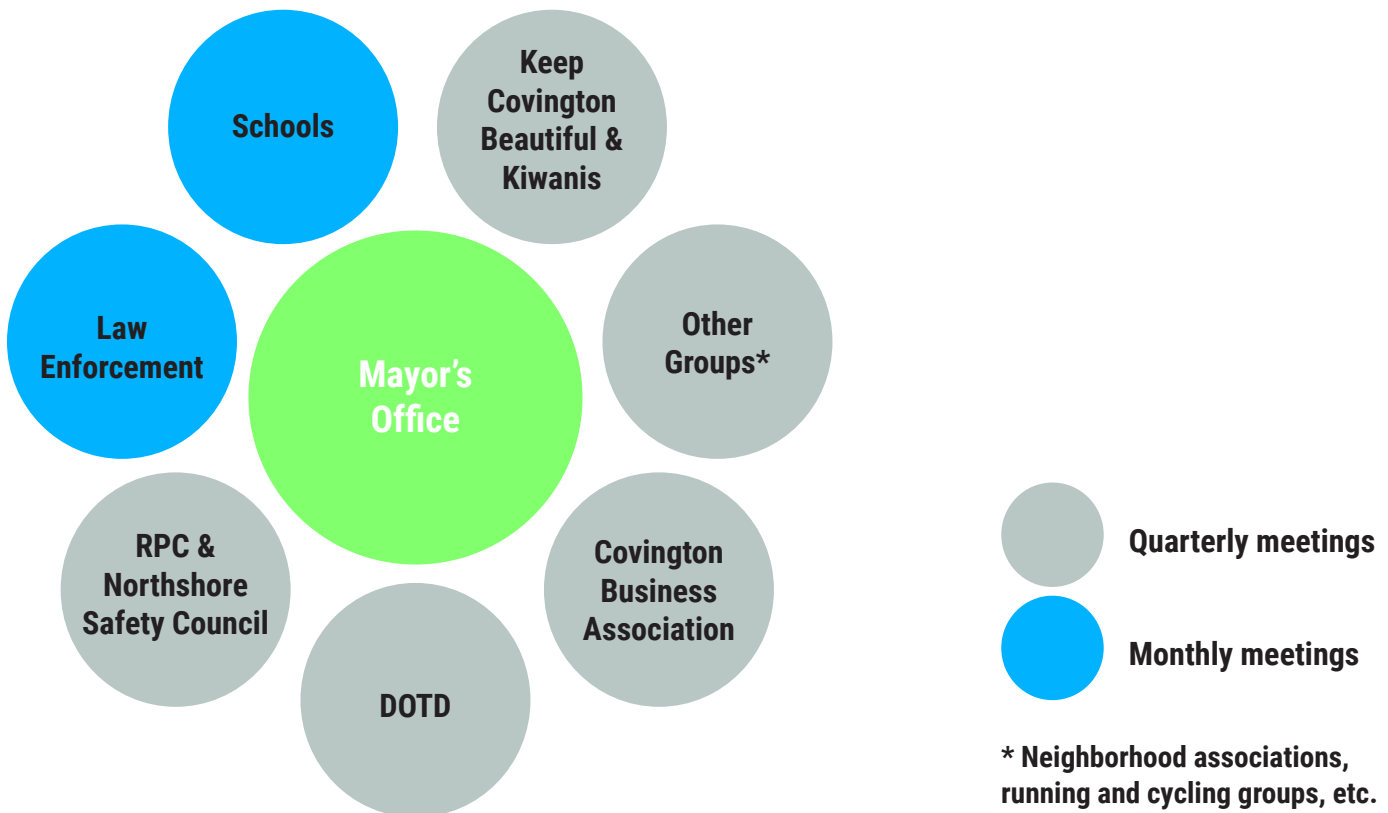 Keep
Covington
Beautiful &
Kiwanis
Schools
Other
Groups*
Law
Enforcement
Mayor’s
Office
RPC &
Northshore
Safety Council
Covington
Business
Association
DOTD
Quarterly meetings
Monthly meetings
* Neighborhood associations,
running and cycling groups, etc.